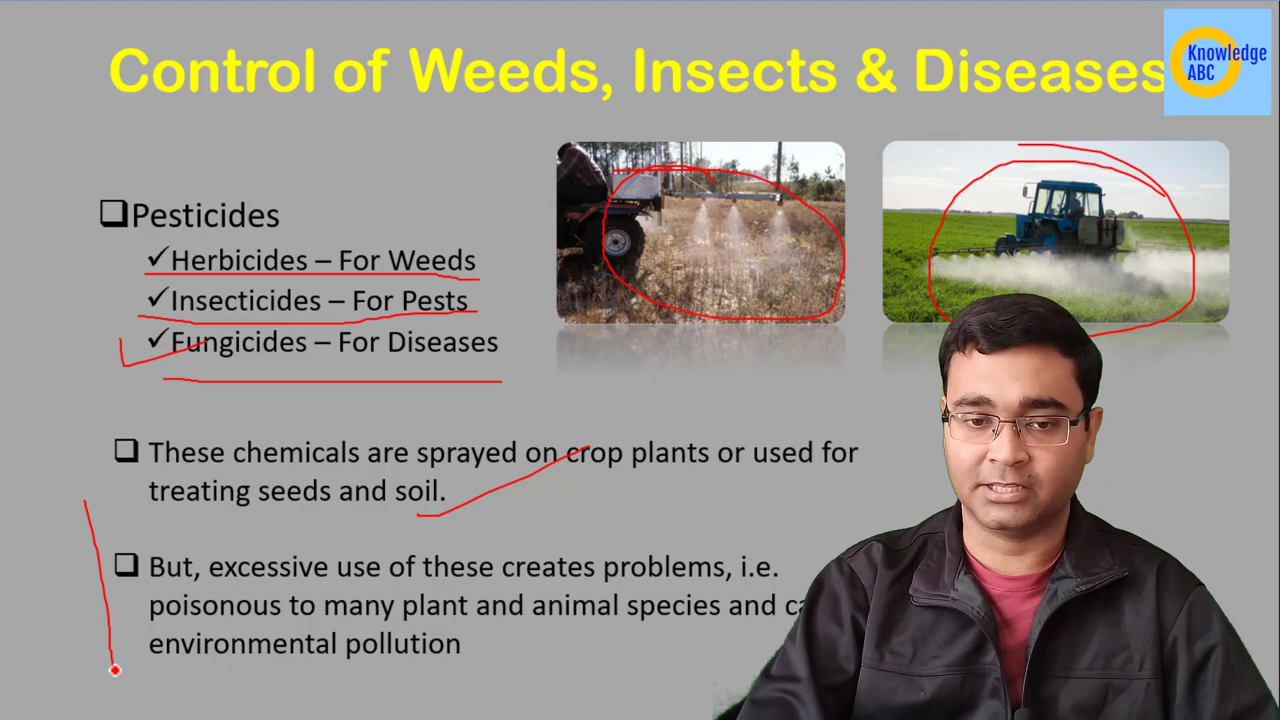 Control of Weeds, Insects & Diseases
Knowledge
ABC
Pesticides
Herbicides – For Weeds
Insecticides – For Pests
Fungicides – For Diseases
These chemicals are sprayed on crop plants or used for
treating seeds and soil.
But, excessive use of these creates problems, i.e.
poisonous to many plant and animal species and
environmental pollution